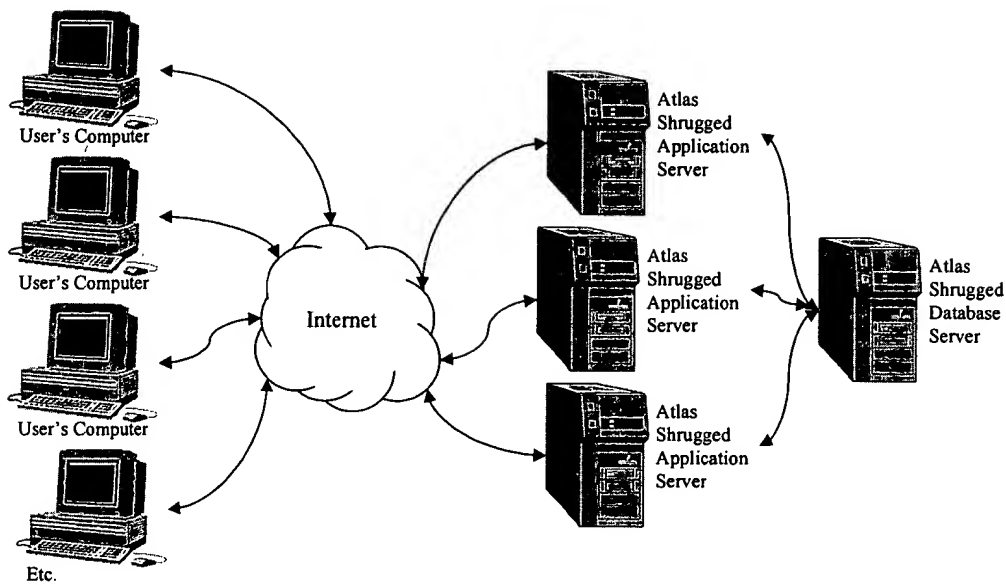 User's Computer
User's Computer
User's Computer
Etc.
Internet
Atlas
Shrugged
Application
Server
Atlas
Shrugged
Application
Server
Atlas
Shrugged
Application
Server
Atlas
Shrugged
Database
Server